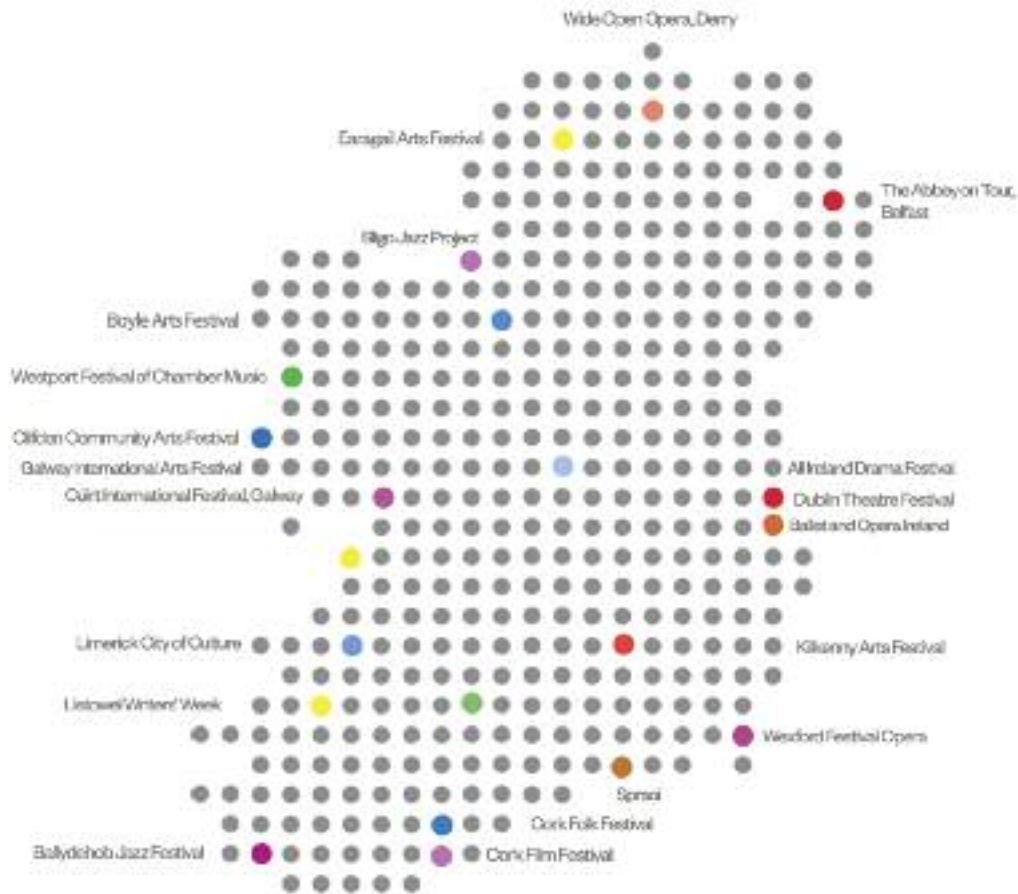 Wide Open Opera, Derry
Earagail Arts Festival
The Abbey on Tour,
Belfast
Sligo Jazz Project
Boyle Arts Festival
Westport Festival of Chamber Music
Clifden Community Arts Festival
Galway International Arts Festival
All Ireland Drama Festival
Cúirt International Festival, Galway
Dublin Theatre Festival
Ballet and Opera Ireland
Limerick City of Culture
Kilkenny Arts Festival
Listowel Writers' Week
Wexford Festival Opera
Spraoi
Cork Folk Festival
Ballydehob Jazz Festival
Cork Film Festival